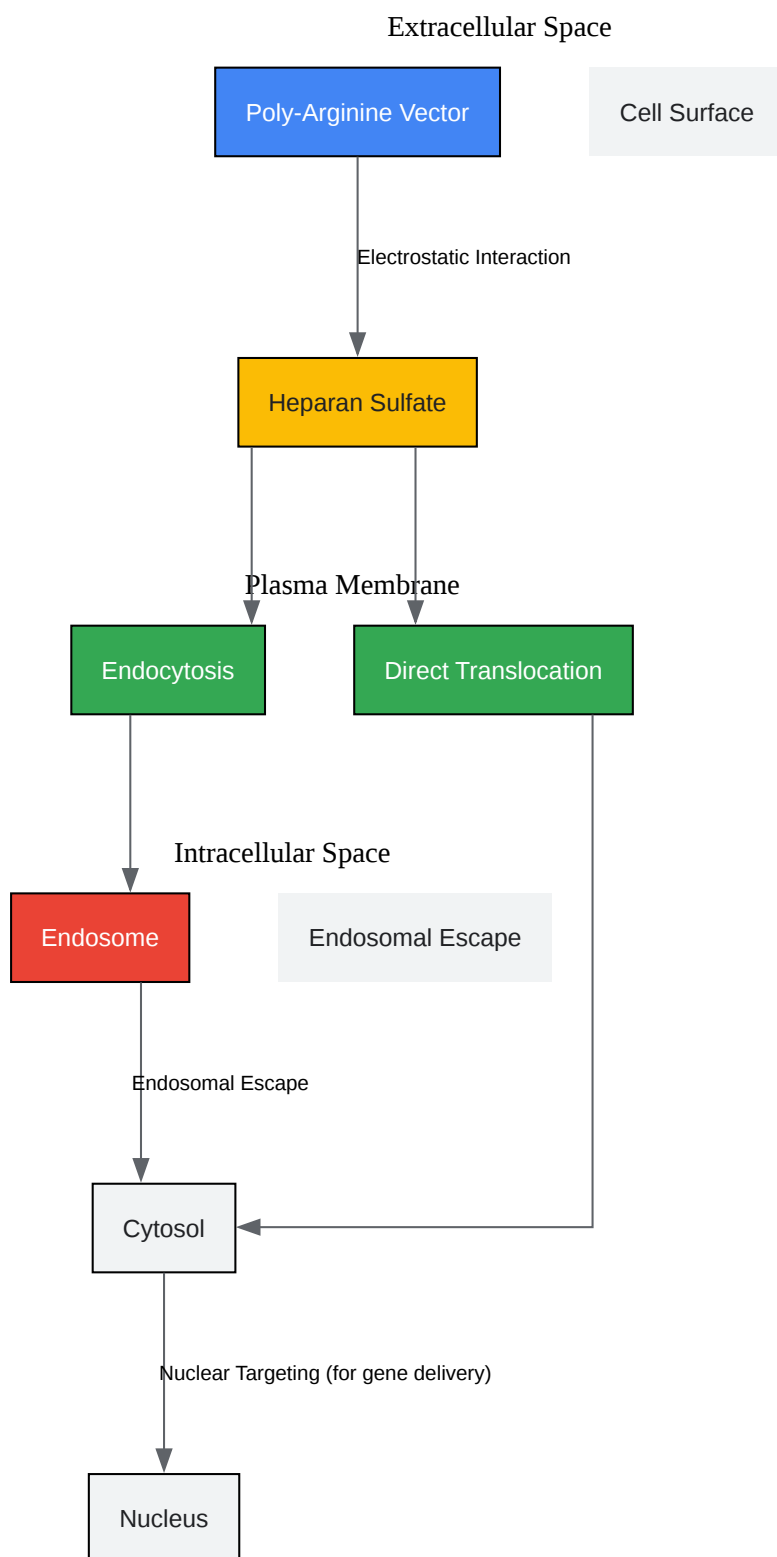 Extracellular Space
Poly-Arginine Vector
Cell Surface
Electrostatic Interaction
Heparan Sulfate
Plasma Membrane
Endocytosis
Direct Translocation
Intracellular Space
Endosome
Endosomal Escape
Endosomal Escape
Cytosol
Nuclear Targeting (for gene delivery)
Nucleus